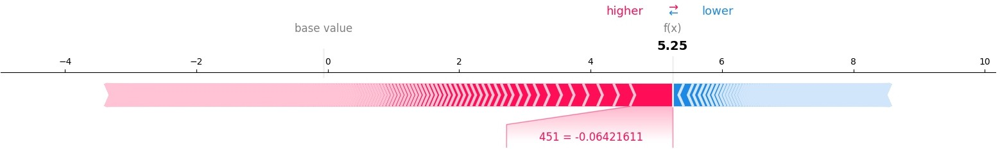 higher ⇄ lower
base value f(x)
5.25
−4 −2 0 2 4 6 8 10
451 = -0.06421611